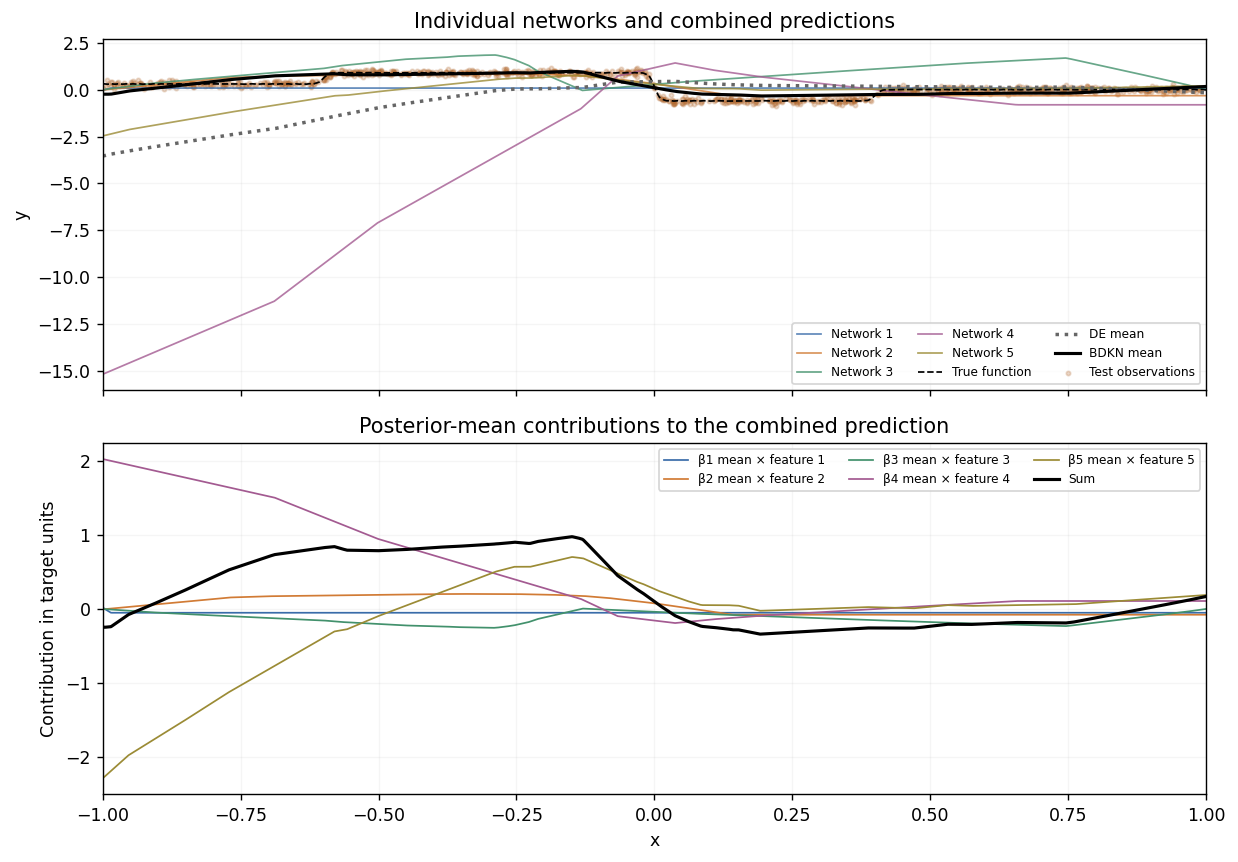 Individual networks and combined predictions
2.5
0.0
−2.5
−5.0
−7.5
−10.0
−12.5
−15.0
y
Network 1 Network 4 DE mean
Network 2 Network 5 BDKN mean
Network 3 True function Test observations
Posterior-mean contributions to the combined prediction
2
1
0
−1
−2
Contribution in target units
β1 mean × feature 1 β3 mean × feature 3 β5 mean × feature 5
β2 mean × feature 2 β4 mean × feature 4 Sum
−1.00 −0.75 −0.50 −0.25 0.00 0.25 0.50 0.75 1.00
x